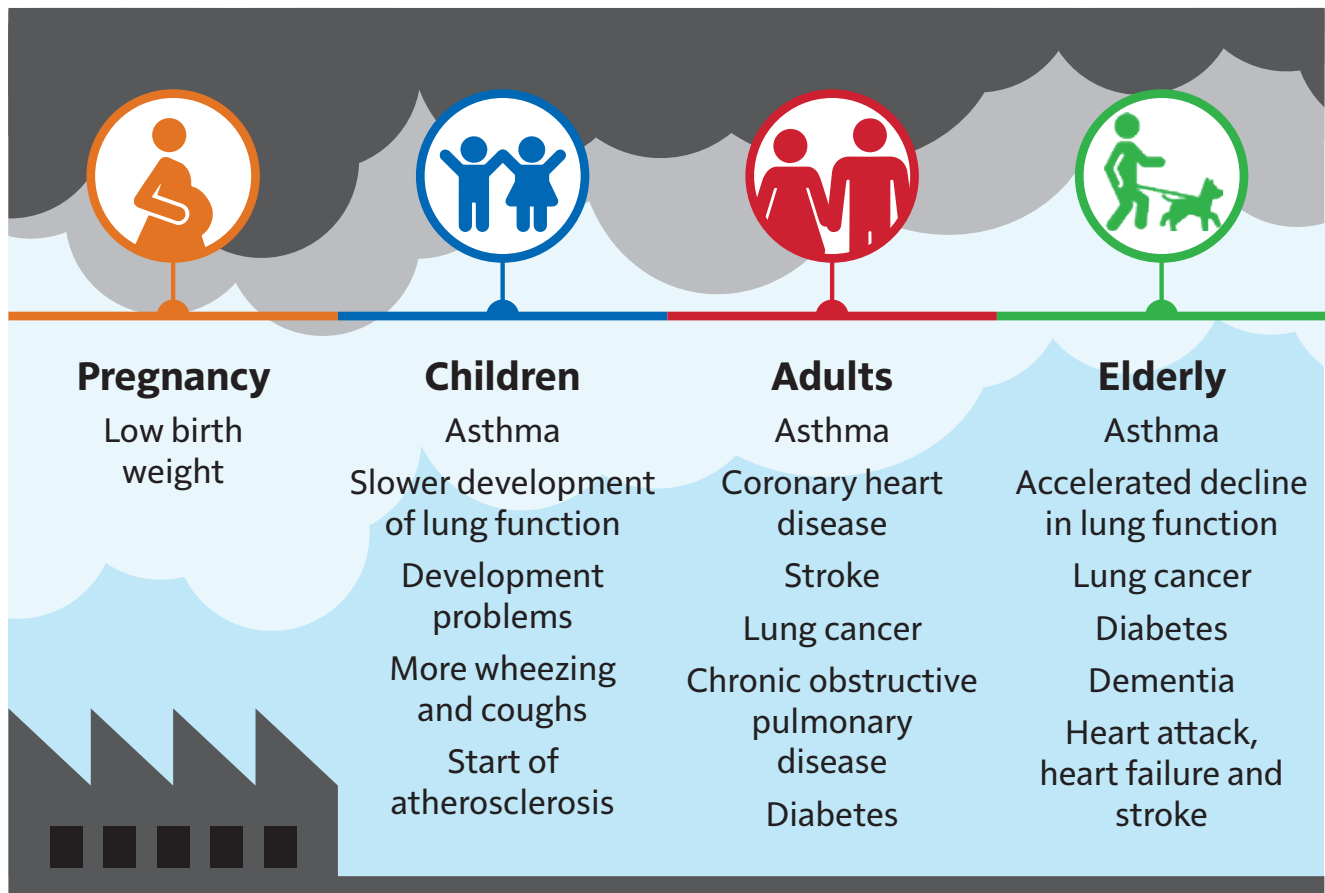 Pregnancy
Low birth
weight
Children
Asthma
Slower development
of lung function
Development
problems
More wheezing
and coughs
Start of
atherosclerosis
Adults
Asthma
Coronary heart
disease
Stroke
Lung cancer
Chronic obstructive
pulmonary
disease
Diabetes
Elderly
Asthma
Accelerated decline
in lung function
Lung cancer
Diabetes
Dementia
Heart attack,
heart failure and
stroke